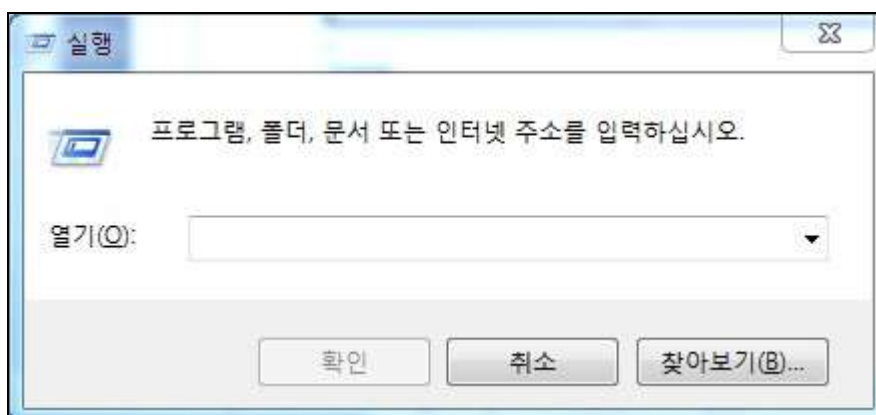 실행
프로그램, 폴더, 문서 또는 인터넷 주소를 입력하십시오.
열기(O):
확인
취소
찾아보기(B)...